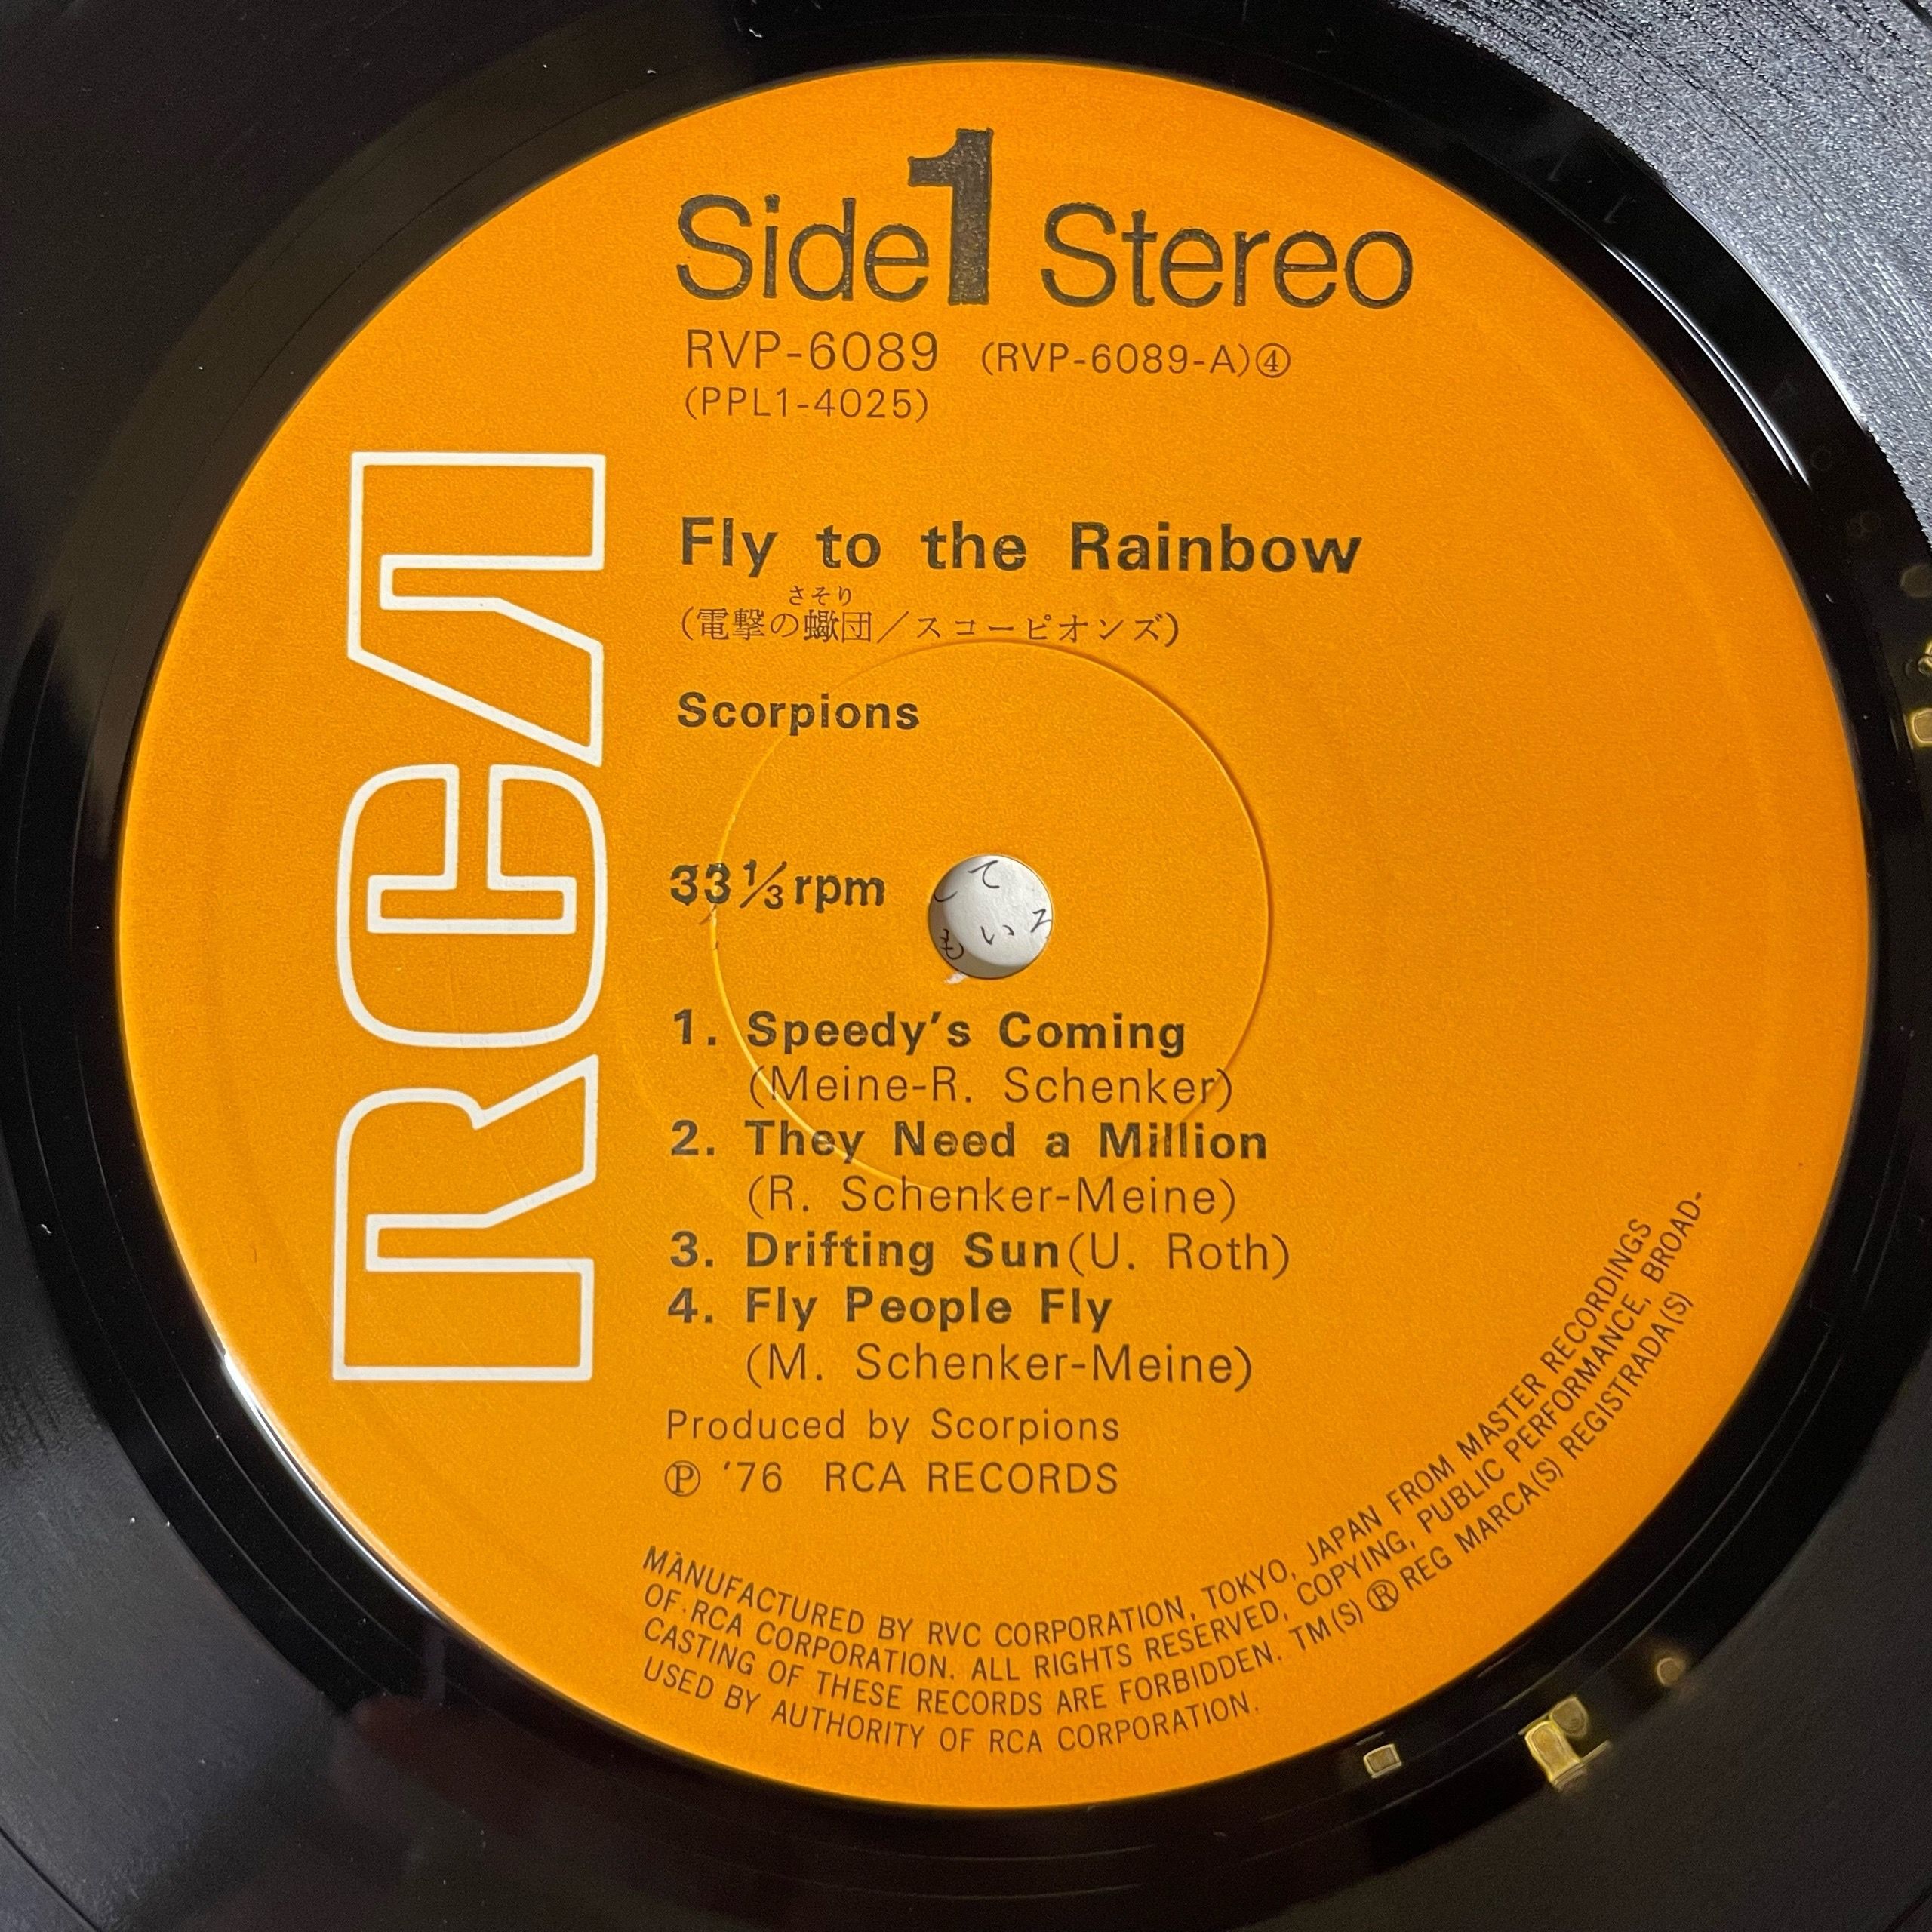 Side 1 Stereo
RVP-6089 (RVP-6089-A)④
(PPL1-4025)
RCA
Fly to the Rainbow
さそり
(電撃の蠍団／スコーピオンズ)
Scorpions
33 1/3 rpm
1. Speedy's Coming
(Meine-R. Schenker)
2. They Need a Million
(R. Schenker-Meine)
3. Drifting Sun (U. Roth)
4. Fly People Fly
(M. Schenker-Meine)
Produced by Scorpions
Ⓟ '76 RCA RECORDS
MANUFACTURED BY RVC CORPORATION, TOKYO, JAPAN FROM MASTER RECORDINGS
OF RCA CORPORATION. ALL RIGHTS RESERVED, COPYING, PUBLIC PERFORMANCE, BROAD-
CASTING OF THESE RECORDS ARE FORBIDDEN. TM(S) ® REG MARCA(S) REGISTRADA(S)
USED BY AUTHORITY OF RCA CORPORATION.